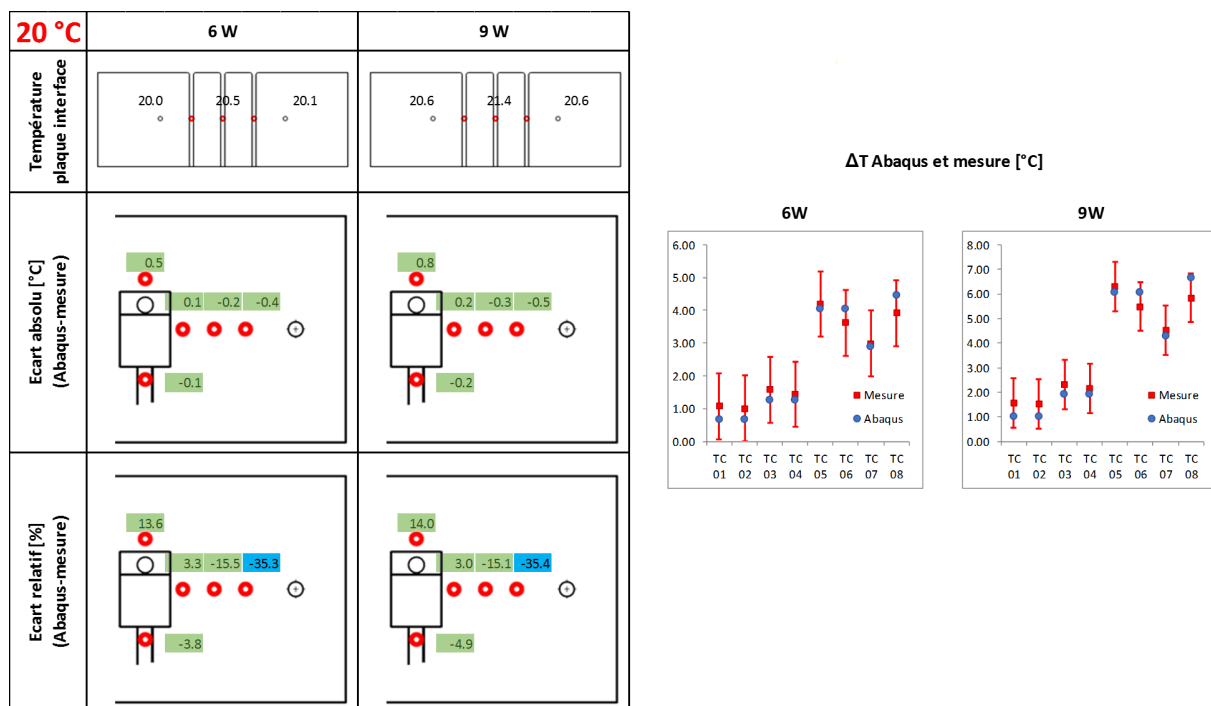 20 °C
6 W
9 W
Température
plaque interface
20.0 20.5 20.1
20.6 21.4 20.6
Ecart absolu [°C]
(Abaqus-mesure)
0.5
0.1 -0.2 -0.4
-0.1
0.8
0.2 -0.3 -0.5
-0.2
Ecart relatif [%]
(Abaqus-mesure)
13.6
3.3 -15.5 -35.3
-3.8
14.0
3.0 -15.1 -35.4
-4.9
ΔT Abaqus et mesure [°C]
6W
6.00
5.00
4.00
3.00
2.00
1.00
0.00
Mesure
Abaqus
TC TC TC TC TC TC TC TC
01 02 03 04 05 06 07 08
9W
8.00
7.00
6.00
5.00
4.00
3.00
2.00
1.00
0.00
Mesure
Abaqus
TC TC TC TC TC TC TC TC
01 02 03 04 05 06 07 08